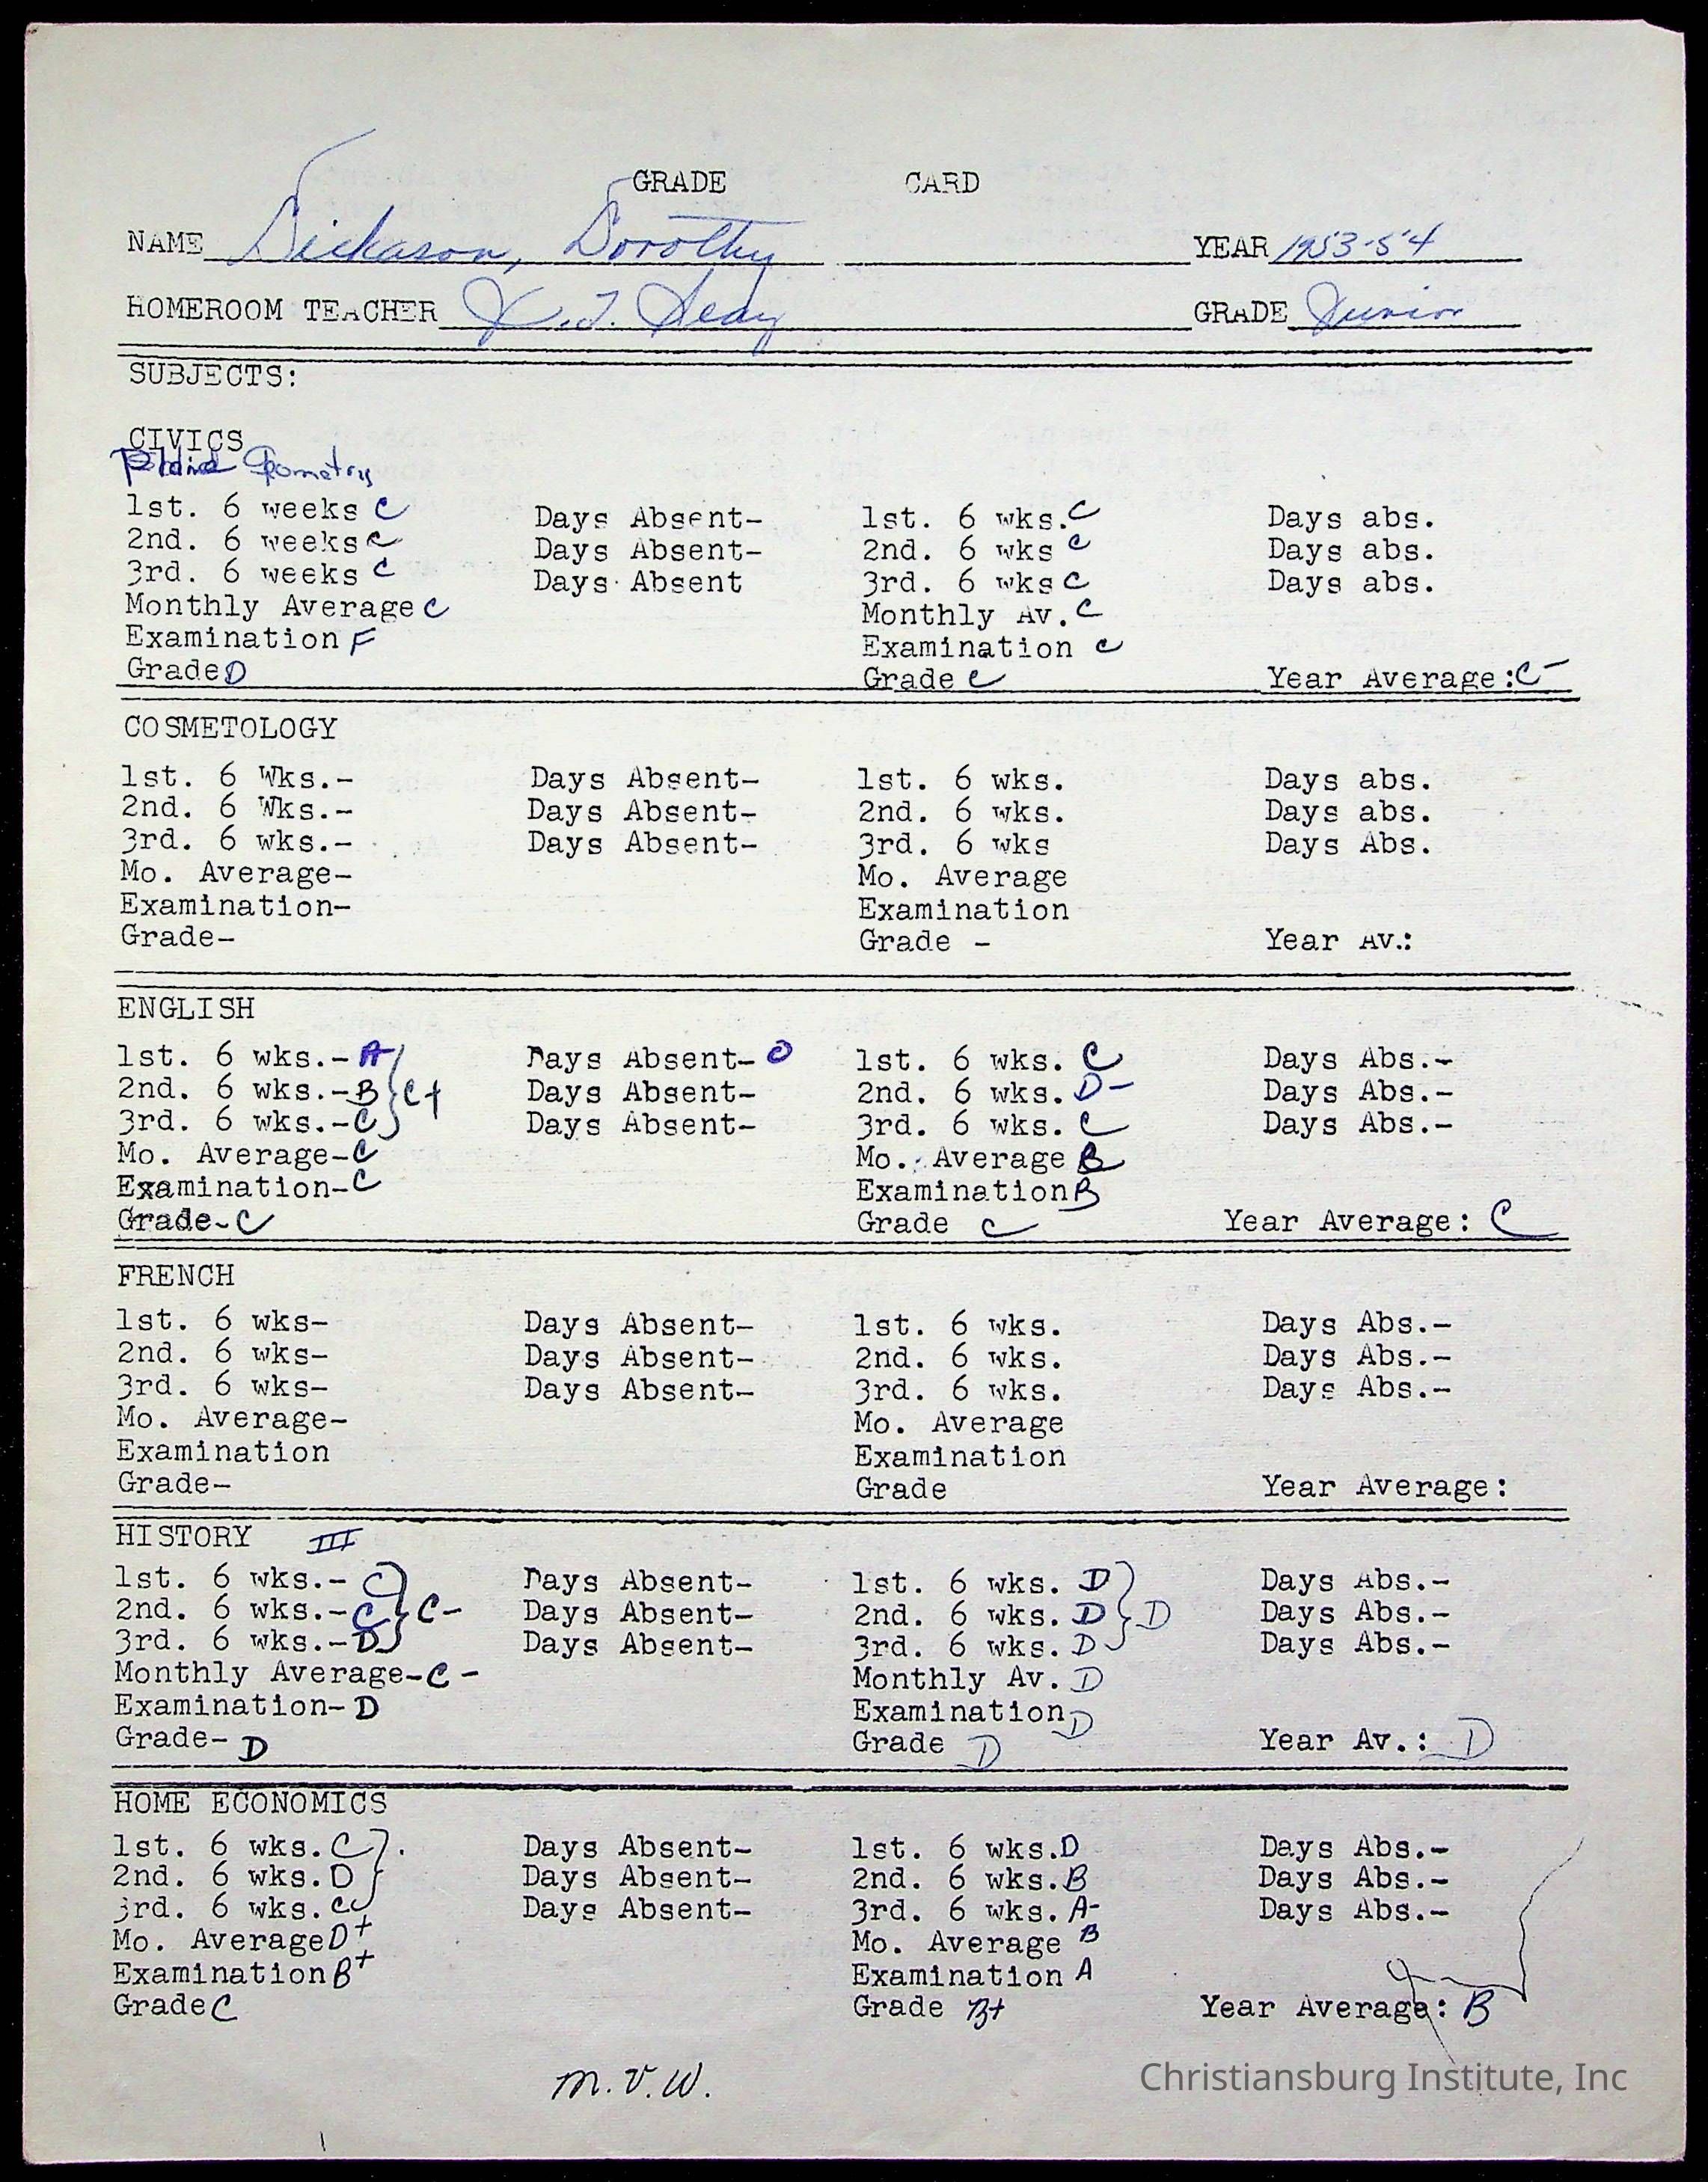 GRADE CARD
NAME Dickason, Dorothy YEAR 1953-54
HOMEROOM TEACHER J.T. Seay GRADE Junior
SUBJECTS:
CIVICS
Plane Geometry
1st. 6 weeks C Days Absent- 1st. 6 wks. C Days abs.
2nd. 6 weeks C Days Absent- 2nd. 6 wks C Days abs.
3rd. 6 weeks C Days Absent 3rd. 6 wks C Days abs.
Monthly Average C Monthly Av. C
Examination F Examination C
Grade D Grade C Year Average: C-
COSMETOLOGY
1st. 6 Wks.- Days Absent- 1st. 6 wks. Days abs.
2nd. 6 Wks.- Days Absent- 2nd. 6 wks. Days abs.
3rd. 6 wks.- Days Absent- 3rd. 6 wks Days Abs.
Mo. Average- Mo. Average
Examination- Examination
Grade- Grade - Year Av.:
ENGLISH
1st. 6 wks.- A Days Absent- 0 1st. 6 wks. C Days Abs.-
2nd. 6 wks.- B C+ Days Absent- 2nd. 6 wks. D- Days Abs.-
3rd. 6 wks.- C Days Absent- 3rd. 6 wks. C Days Abs.-
Mo. Average- C Mo. Average B
Examination- C Examination B
Grade- C Grade C Year Average: C
FRENCH
1st. 6 wks- Days Absent- 1st. 6 wks. Days Abs.-
2nd. 6 wks- Days Absent- 2nd. 6 wks. Days Abs.-
3rd. 6 wks- Days Absent- 3rd. 6 wks. Days Abs.-
Mo. Average- Mo. Average
Examination Examination
Grade- Grade Year Average:
HISTORY III
1st. 6 wks.- C Days Absent- 1st. 6 wks. D Days Abs.-
2nd. 6 wks.- C C- Days Absent- 2nd. 6 wks. D D Days Abs.-
3rd. 6 wks.- D Days Absent- 3rd. 6 wks. D Days Abs.-
Monthly Average- C- Monthly Av. D
Examination- D Examination D
Grade- D Grade D Year Av.: D
HOME ECONOMICS
1st. 6 wks. C Days Absent- 1st. 6 wks. D Days Abs.-
2nd. 6 wks. D Days Absent- 2nd. 6 wks. B Days Abs.-
3rd. 6 wks. C Days Absent- 3rd. 6 wks. A- Days Abs.-
Mo. Average D+ Mo. Average B
Examination B+ Examination A
Grade C Grade B+ Year Average: B
M.V.W.
Christiansburg Institute, Inc